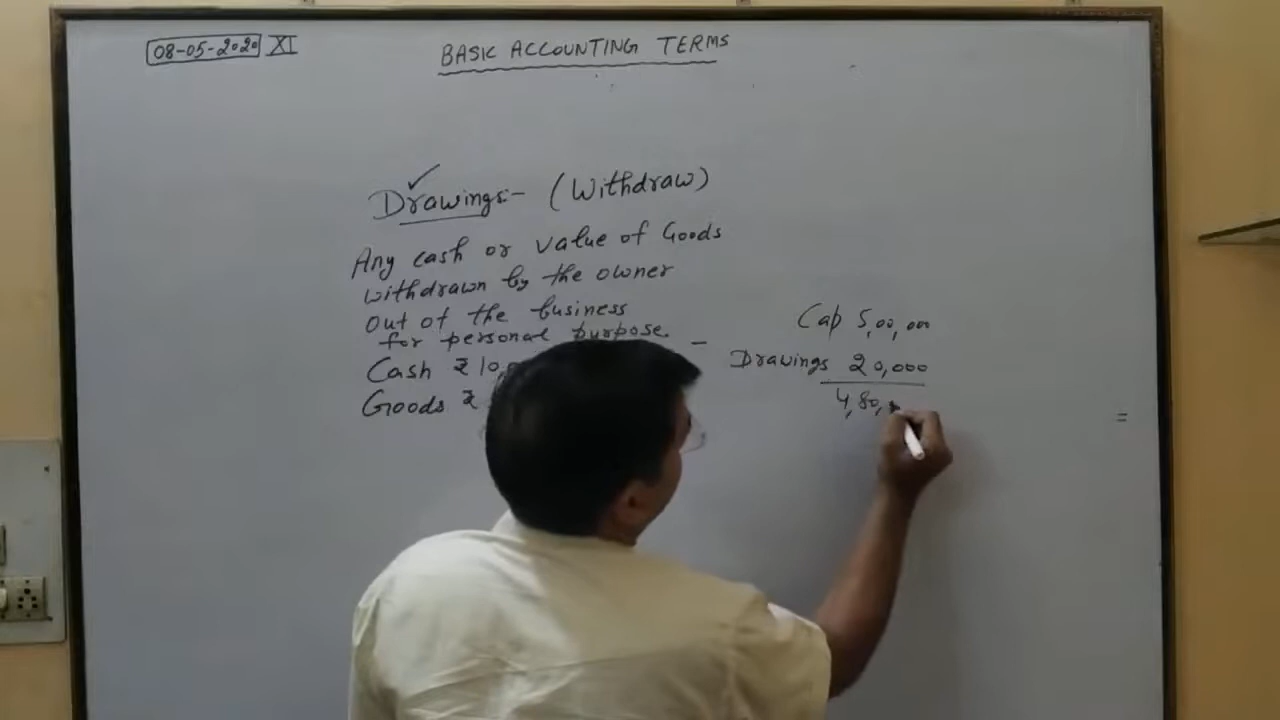 08-05-2020 XI
BASIC ACCOUNTING TERMS
Drawings:- (Withdraw)
Any cash or value of Goods
withdrawn by the owner
out of the business
for personal purpose.
Cash ₹10,0
Goods ₹
Cap 5,00,000
- Drawings 20,000
4,80,
=